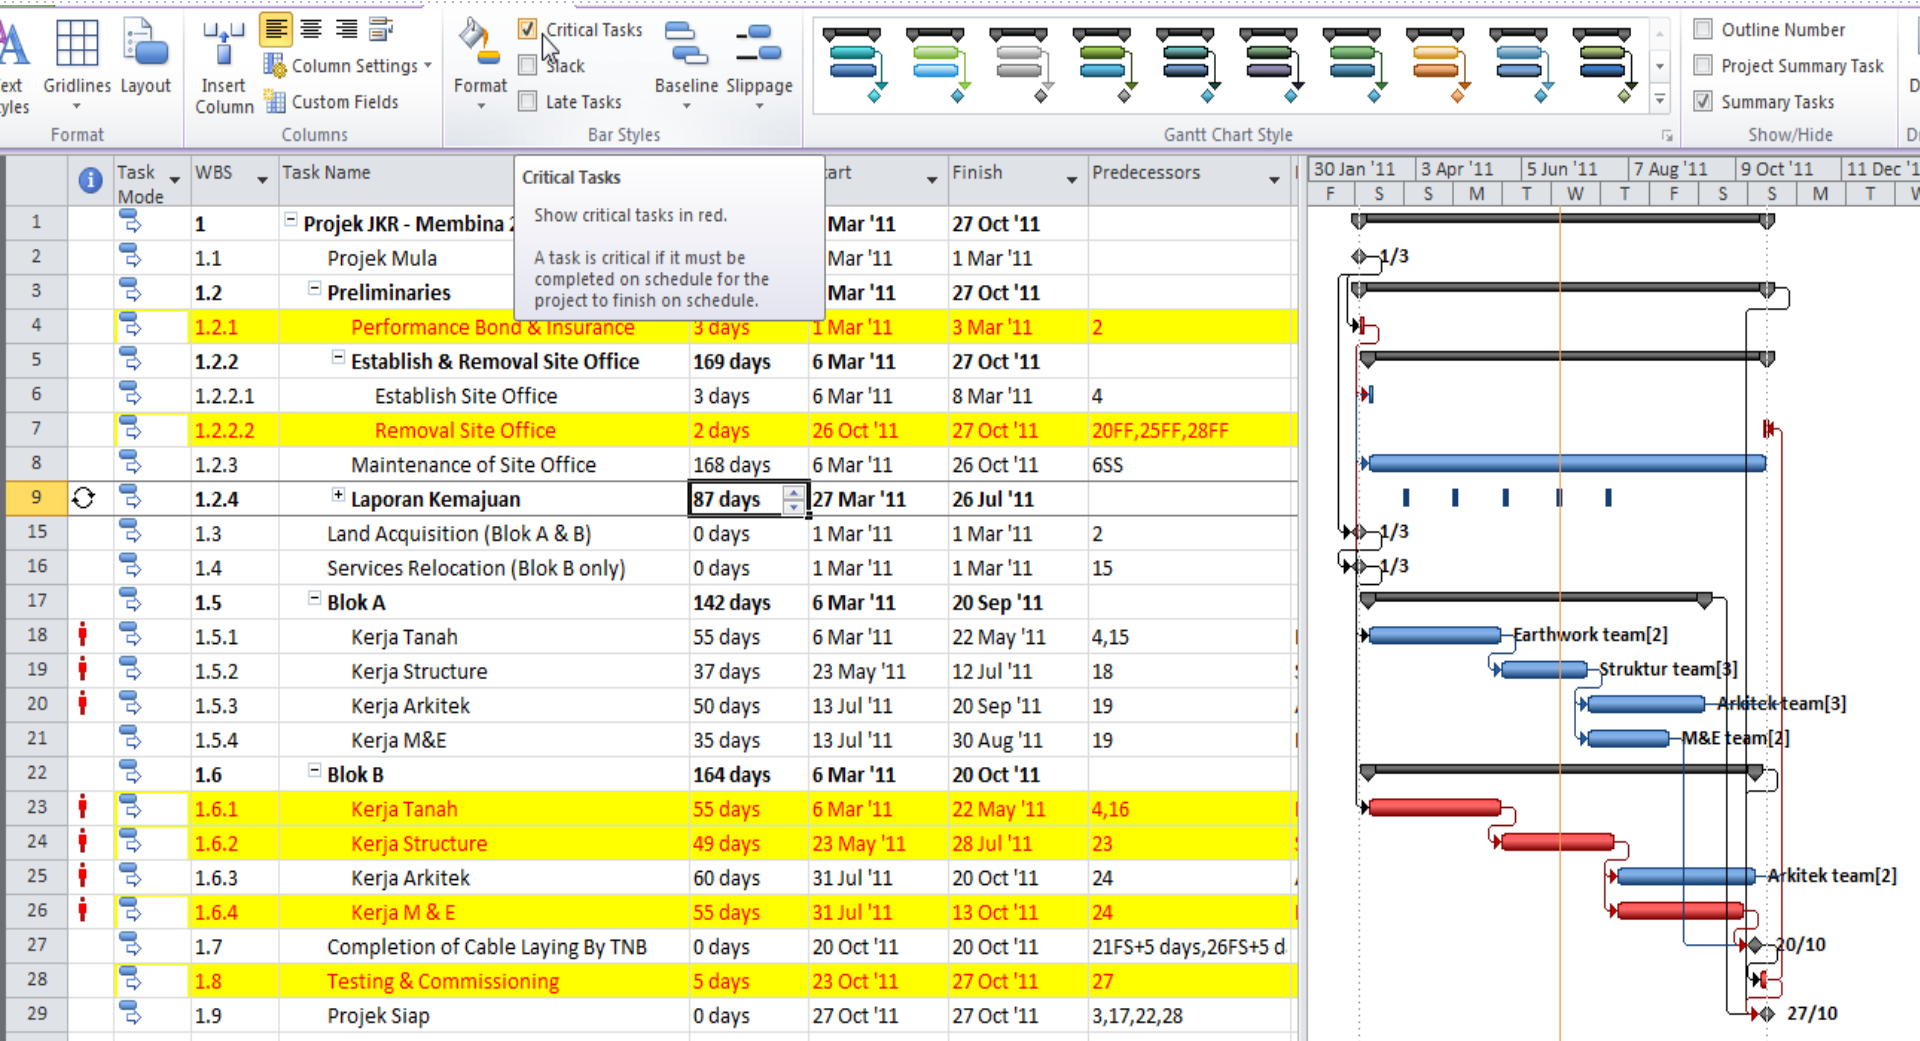 ext
yles
Gridlines
Layout
Format
Insert
Column
Column Settings
Custom Fields
Columns
Format
Critical Tasks
Slack
Late Tasks
Baseline
Slippage
Bar Styles
Gantt Chart Style
Outline Number
Project Summary Task
Summary Tasks
Show/Hide
Task
Mode
WBS
Task Name
Critical Tasks
Show critical tasks in red.
A task is critical if it must be
completed on schedule for the
project to finish on schedule.
tart
Finish
Predecessors
30 Jan '11 3 Apr '11 5 Jun '11 7 Aug '11 9 Oct '11 11 Dec '1
F S S M T W T F S S M T W
1 1 Projek JKR - Membina 2 Mar '11 27 Oct '11
2 1.1 Projek Mula Mar '11 1 Mar '11 1/3
3 1.2 Preliminaries Mar '11 27 Oct '11
4 1.2.1 Performance Bond & Insurance 3 days 1 Mar '11 3 Mar '11 2
5 1.2.2 Establish & Removal Site Office 169 days 6 Mar '11 27 Oct '11
6 1.2.2.1 Establish Site Office 3 days 6 Mar '11 8 Mar '11 4
7 1.2.2.2 Removal Site Office 2 days 26 Oct '11 27 Oct '11 20FF,25FF,28FF
8 1.2.3 Maintenance of Site Office 168 days 6 Mar '11 26 Oct '11 6SS
9 1.2.4 Laporan Kemajuan 87 days 27 Mar '11 26 Jul '11
15 1.3 Land Acquisition (Blok A & B) 0 days 1 Mar '11 1 Mar '11 2 1/3
16 1.4 Services Relocation (Blok B only) 0 days 1 Mar '11 1 Mar '11 15 1/3
17 1.5 Blok A 142 days 6 Mar '11 20 Sep '11
18 1.5.1 Kerja Tanah 55 days 6 Mar '11 22 May '11 4,15 Earthwork team[2]
19 1.5.2 Kerja Structure 37 days 23 May '11 12 Jul '11 18 Struktur team[3]
20 1.5.3 Kerja Arkitek 50 days 13 Jul '11 20 Sep '11 19 Arkitek team[3]
21 1.5.4 Kerja M&E 35 days 13 Jul '11 30 Aug '11 19 M&E team[2]
22 1.6 Blok B 164 days 6 Mar '11 20 Oct '11
23 1.6.1 Kerja Tanah 55 days 6 Mar '11 22 May '11 4,16
24 1.6.2 Kerja Structure 49 days 23 May '11 28 Jul '11 23
25 1.6.3 Kerja Arkitek 60 days 31 Jul '11 20 Oct '11 24 Arkitek team[2]
26 1.6.4 Kerja M & E 55 days 31 Jul '11 13 Oct '11 24
27 1.7 Completion of Cable Laying By TNB 0 days 20 Oct '11 20 Oct '11 21FS+5 days,26FS+5 d 20/10
28 1.8 Testing & Commissioning 5 days 23 Oct '11 27 Oct '11 27
29 1.9 Projek Siap 0 days 27 Oct '11 27 Oct '11 3,17,22,28 27/10